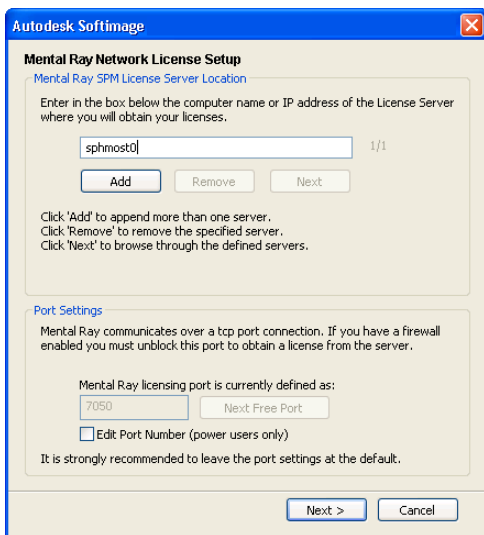 Autodesk Softimage
Mental Ray Network License Setup
Mental Ray SPM License Server Location
Enter in the box below the computer name or IP address of the License Server
where you will obtain your licenses.
sphmost0
1/1
Add
Remove
Next
Click 'Add' to append more than one server.
Click 'Remove' to remove the specified server.
Click 'Next' to browse through the defined servers.
Port Settings
Mental Ray communicates over a tcp port connection. If you have a firewall
enabled you must unblock this port to obtain a license from the server.
Mental Ray licensing port is currently defined as:
7050
Next Free Port
Edit Port Number (power users only)
It is strongly recommended to leave the port settings at the default.
Next >
Cancel